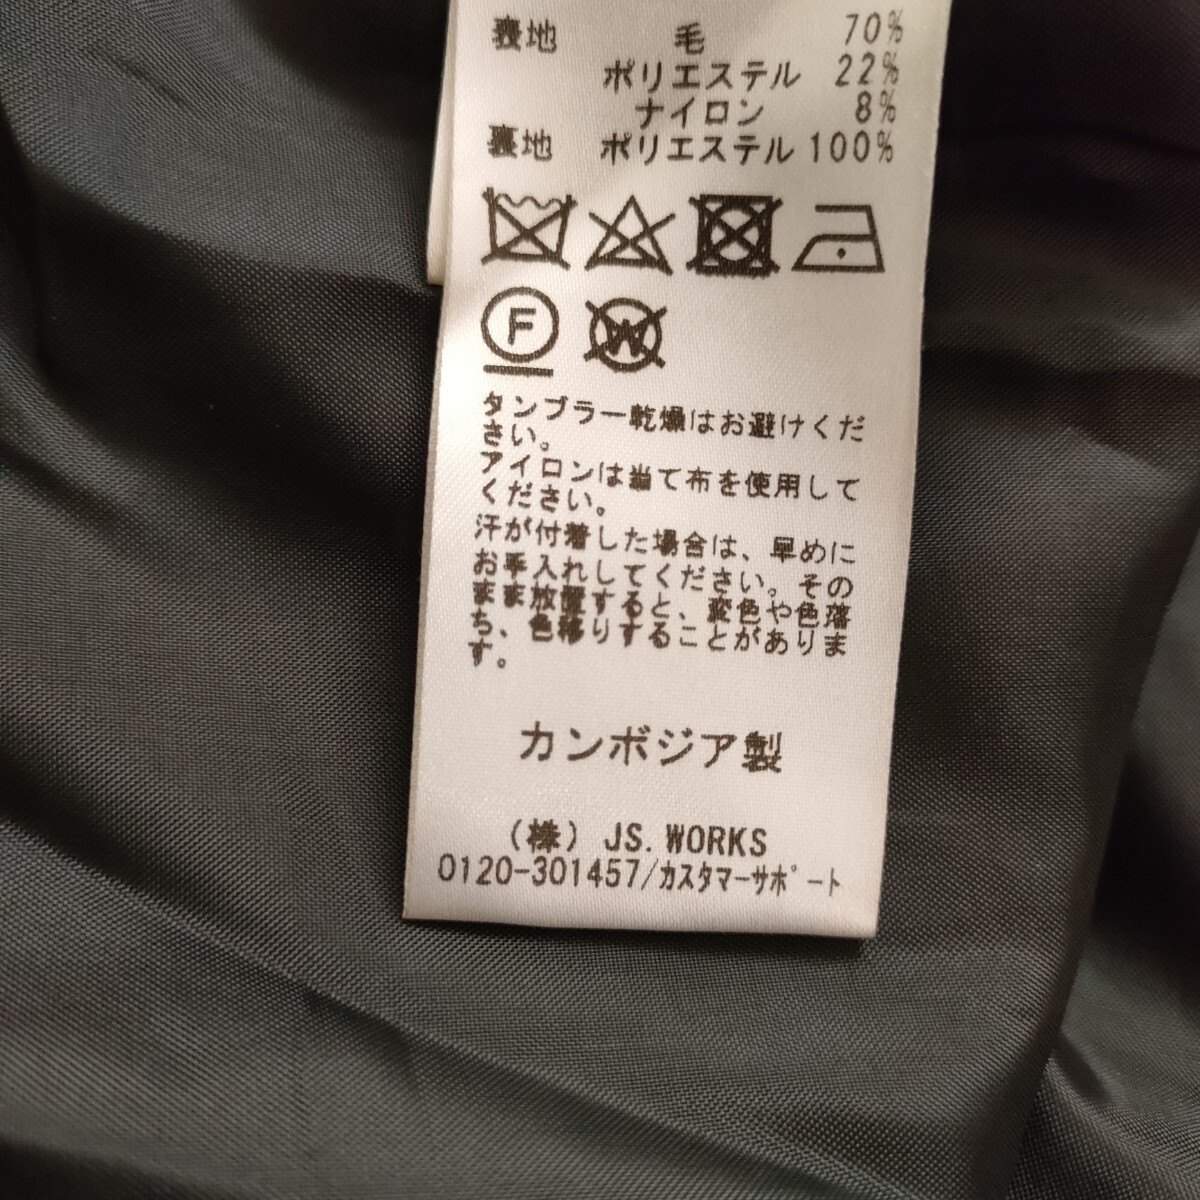 表地 毛 70%
ポリエステル 22%
ナイロン 8%
裏地 ポリエステル 100%
F W
タンブラー乾燥はお避けくだ
さい。
アイロンは当て布を使用して
ください。
汗が付着した場合は、早めに
お手入れしてください。その
まま放置すると、変色や色落
ち、色移りすることがありま
す。
カンボジア製
(株) JS.WORKS
0120-301457/カスタマーサポート